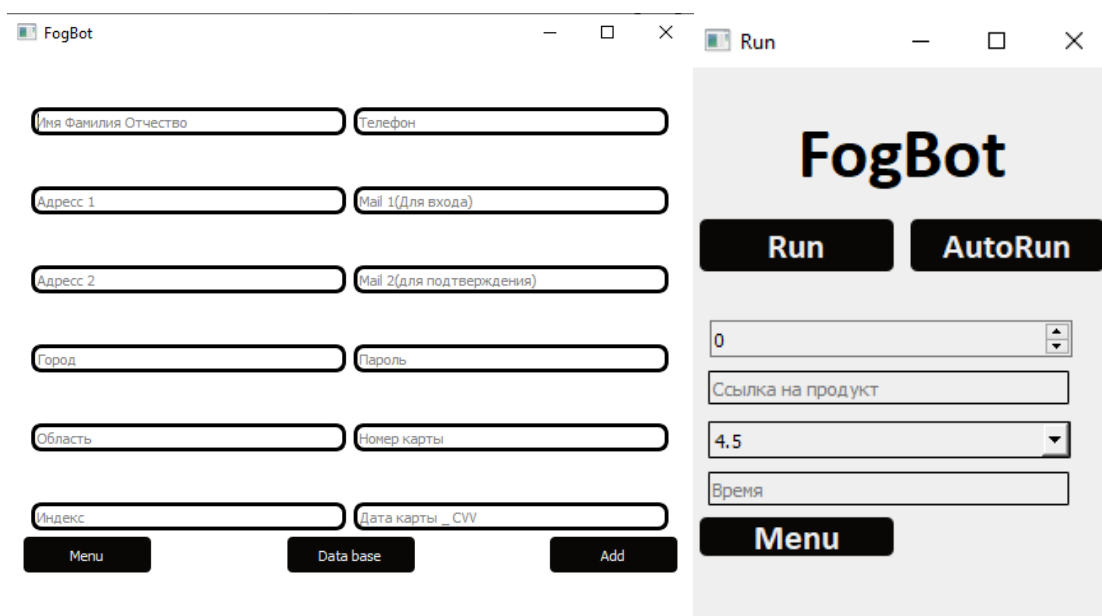 FogBot
Имя Фамилия Отчество
Телефон
Адресс 1
Mail 1(Для входа)
Адресс 2
Mail 2(для подтверждения)
Город
Пароль
Область
Номер карты
Индекс
Дата карты _ CVV
Menu
Data base
Add
Run
FogBot
Run
AutoRun
0
Ссылка на продукт
4.5
Время
Menu